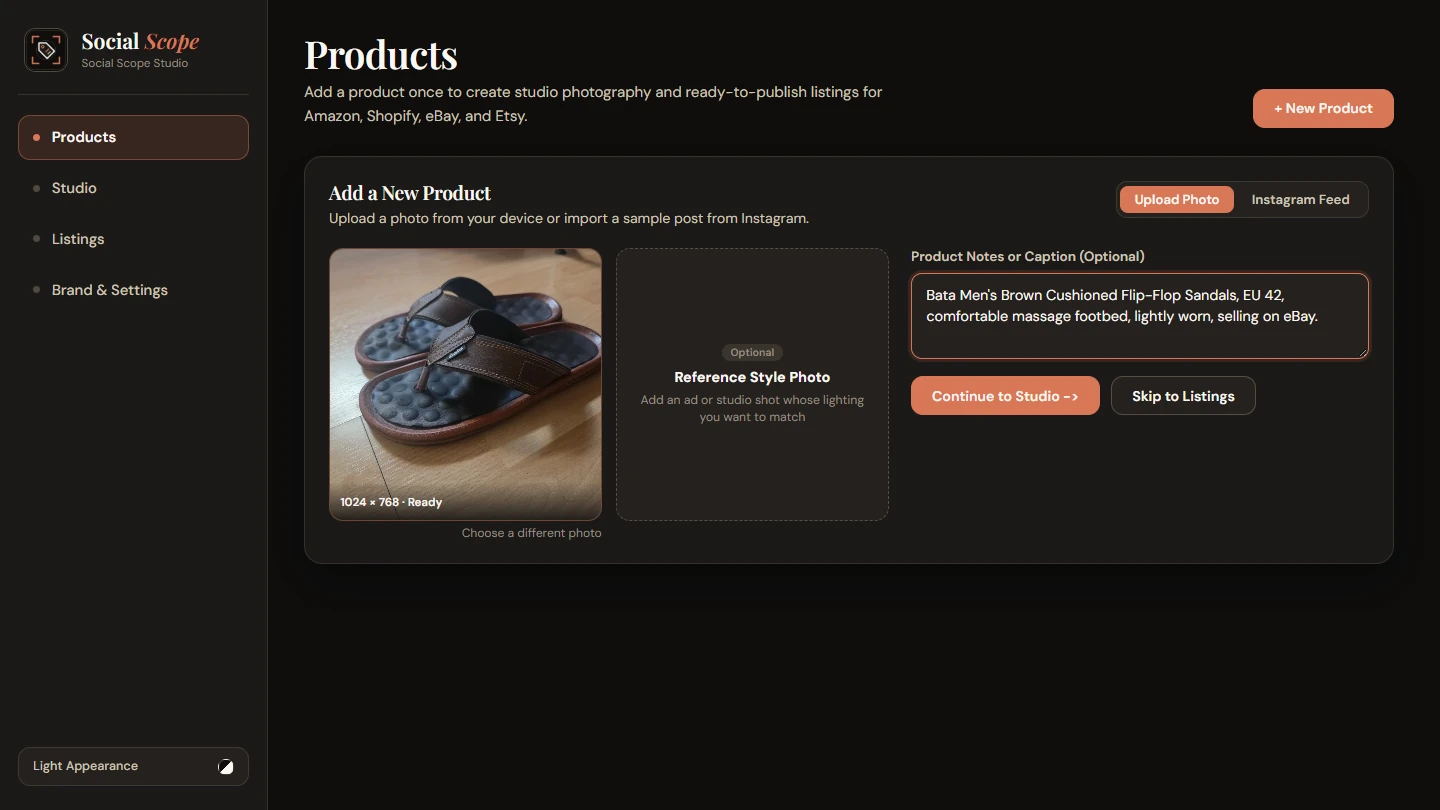 Social Scope
Social Scope Studio
Products
Studio
Listings
Brand & Settings
Light Appearance
Products
Add a product once to create studio photography and ready-to-publish listings for
Amazon, Shopify, eBay, and Etsy.
+ New Product
Add a New Product
Upload a photo from your device or import a sample post from Instagram.
Upload Photo
Instagram Feed
1024 × 768 · Ready
Choose a different photo
Optional
Reference Style Photo
Add an ad or studio shot whose lighting
you want to match
Product Notes or Caption (Optional)
Bata Men's Brown Cushioned Flip-Flop Sandals, EU 42,
comfortable massage footbed, lightly worn, selling on eBay.
Continue to Studio ->
Skip to Listings